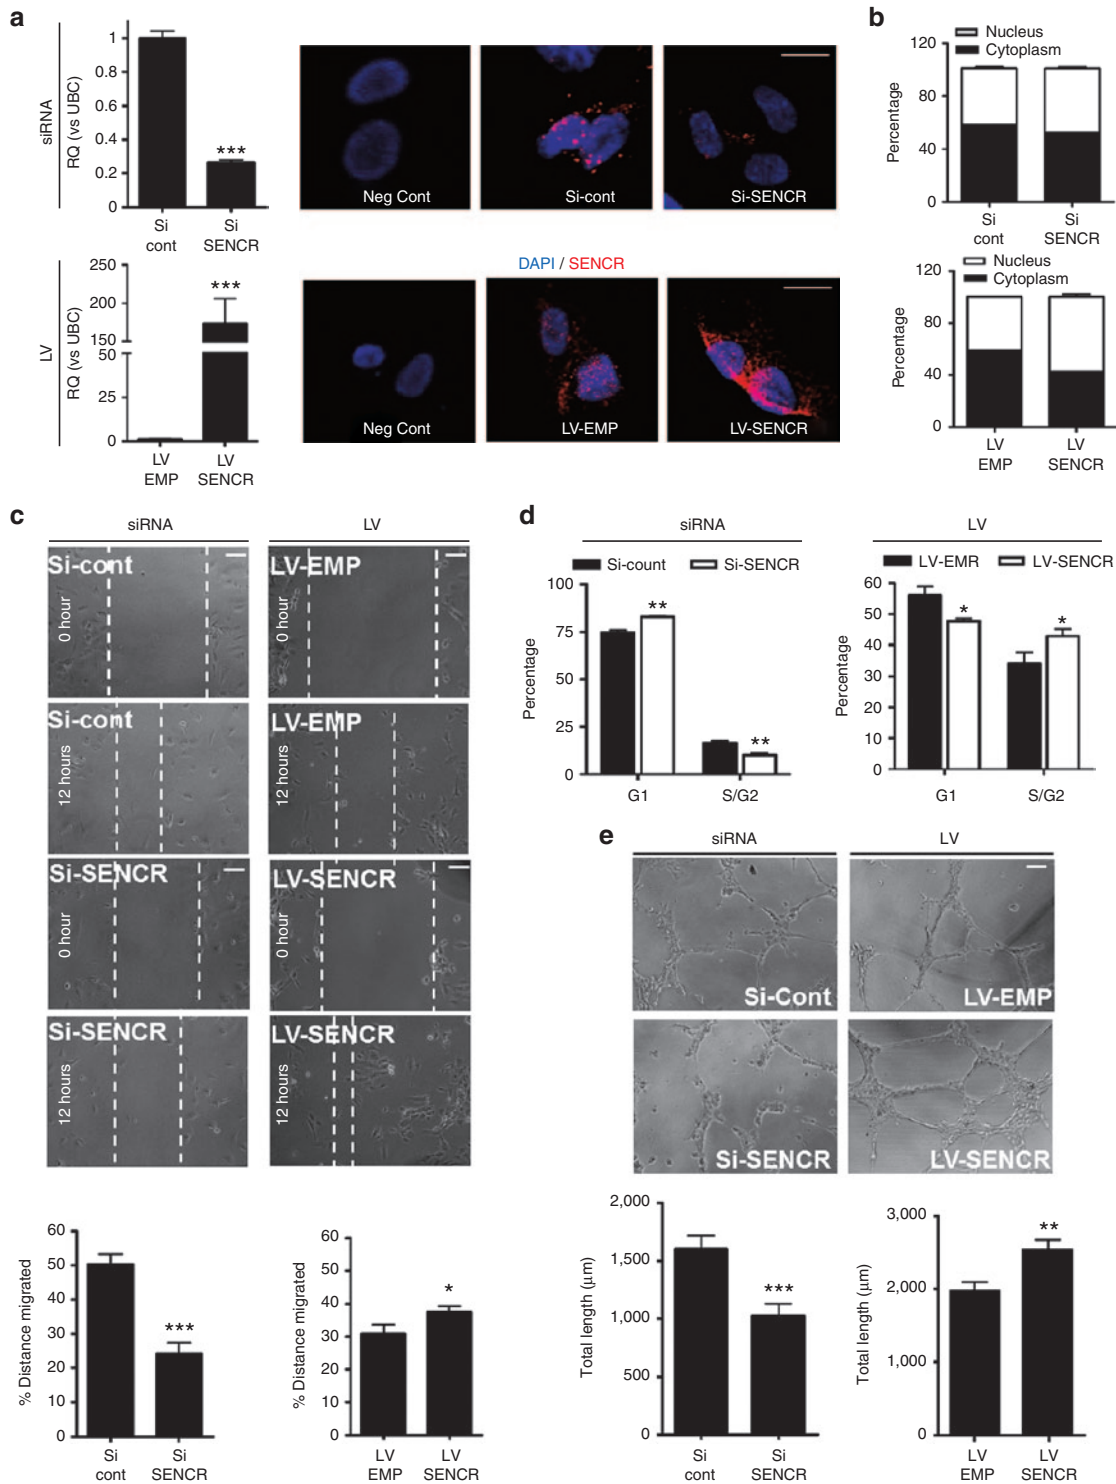 a
siRNA
RQ (vs UBC)
1
0.8
0.6
0.4
0.2
0
***
Si cont
Si SENCR
Neg Cont
Si-cont
Si-SENCR
DAPI / SENCR
LV
RQ (vs UBC)
250
200
150
50
25
0
***
LV EMP
LV SENCR
Neg Cont
LV-EMP
LV-SENCR
b
Nucleus
Cytoplasm
Percentage
120
80
40
0
Si cont
Si SENCR
Nucleus
Cytoplasm
Percentage
120
80
40
0
LV EMP
LV SENCR
c
siRNA
LV
Si-cont
0 hour
LV-EMP
0 hour
Si-cont
12 hours
LV-EMP
12 hours
Si-SENCR
0 hour
LV-SENCR
0 hour
Si-SENCR
12 hours
LV-SENCR
12 hours
% Distance migrated
60
50
40
30
20
10
0
***
Si cont
Si SENCR
% Distance migrated
60
50
40
30
20
10
0
*
LV EMP
LV SENCR
d
siRNA
Si-count
Si-SENCR
Percentage
100
75
50
25
0
**
**
G1
S/G2
LV
LV-EMR
LV-SENCR
Percentage
60
50
40
30
20
10
0
*
*
G1
S/G2
e
siRNA
LV
Si-Cont
LV-EMP
Si-SENCR
LV-SENCR
Total length (μm)
2,000
1,500
1,000
500
0
***
Si cont
Si SENCR
Total length (μm)
3,000
2,000
1,000
0
**
LV EMP
LV SENCR